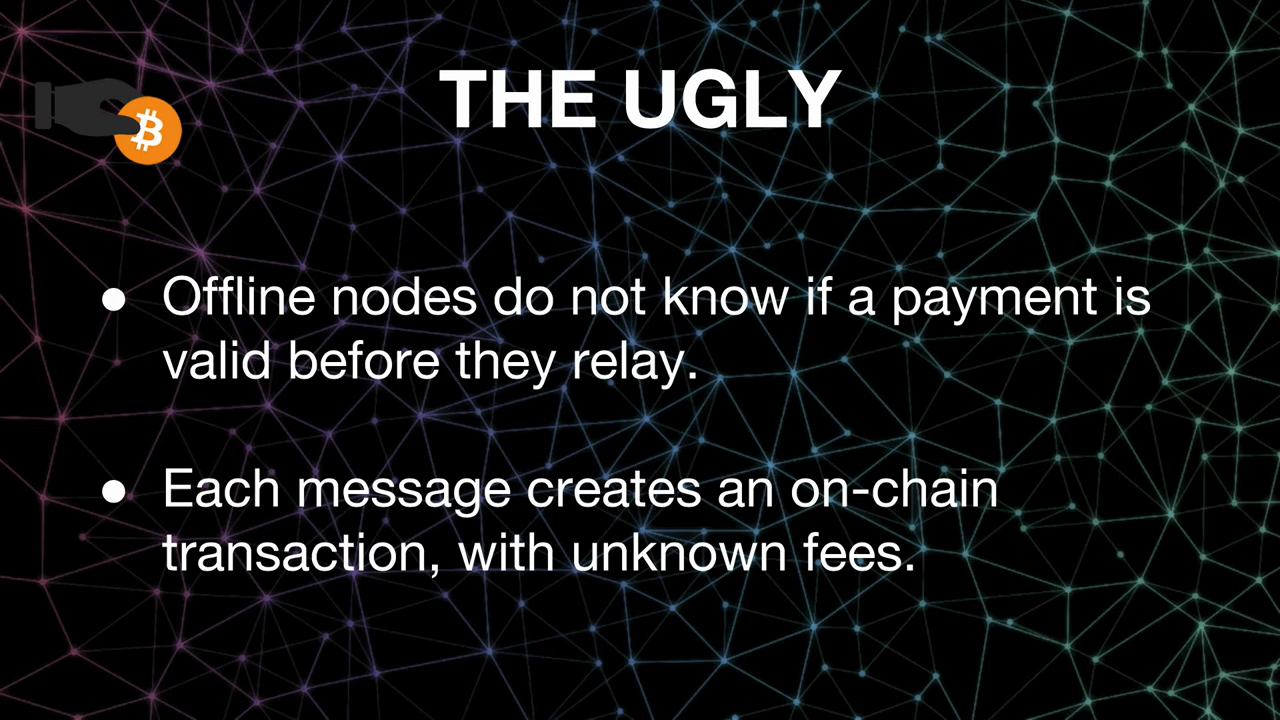 THE UGLY
● Offline nodes do not know if a payment is
valid before they relay.
● Each message creates an on-chain
transaction, with unknown fees.